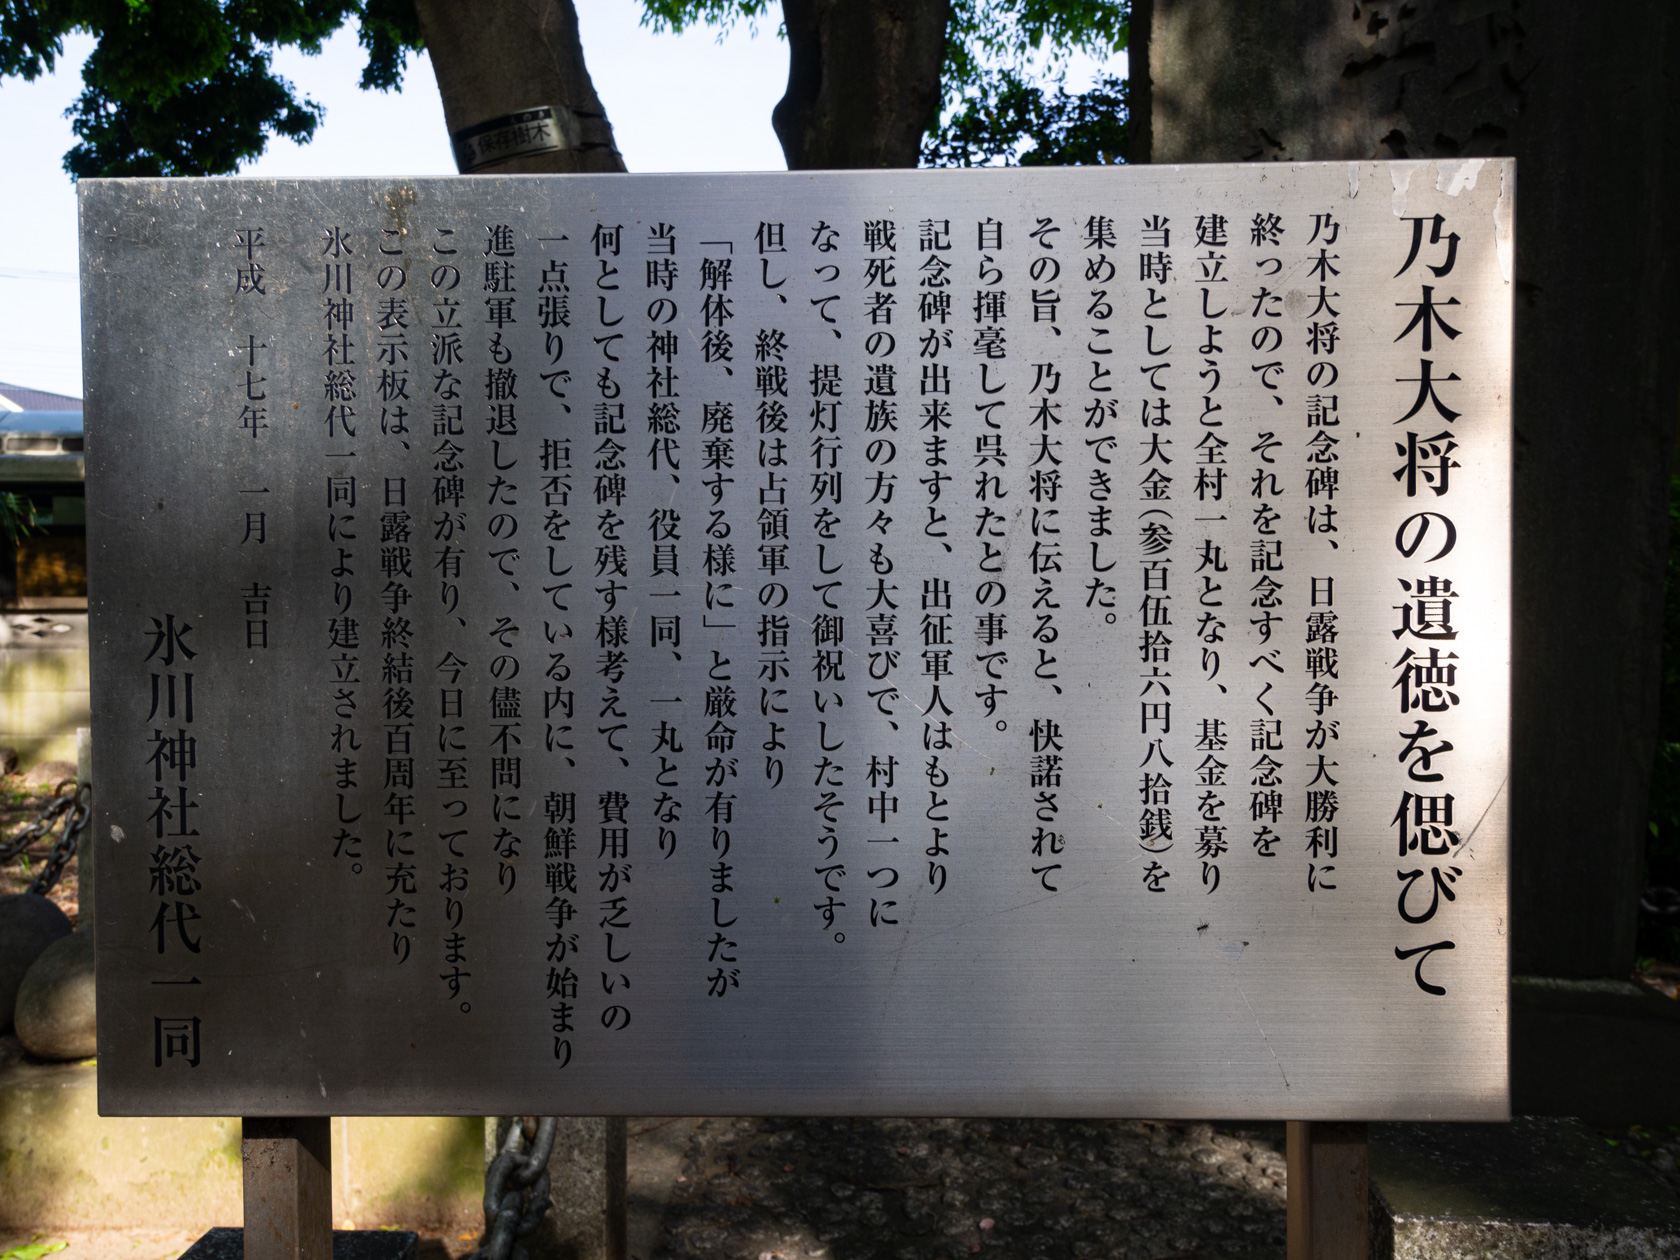 乃木大将の遺徳を偲びて
乃木大将の記念碑は、日露戦争が大勝利に
終ったので、それを記念すべく記念碑を
建立しようと全村一丸となり、基金を募り
当時としては大金(参百伍拾六円八拾銭)を
集めることができました。
その旨、乃木大将に伝えると、快諾されて
自ら揮毫して呉れたとの事です。
記念碑が出来ますと、出征軍人はもとより
戦死者の遺族の方々も大喜びで、村中一つに
なって、提灯行列をして御祝いしたそうです。
但し、終戦後は占領軍の指示により
「解体後、廃棄する様に」と厳命が有りましたが
当時の神社総代、役員一同、一丸となり
何としても記念碑を残す様考えて、費用が乏しいの
一点張りで、拒否をしている内に、朝鮮戦争が始まり
進駐軍も撤退したので、その儘不問になり
この立派な記念碑が有り、今日に至っております。
この表示板は、日露戦争終結後百周年に充たり
氷川神社総代一同により建立されました。
平成 十七年 一月 吉日
氷川神社総代一同
保存樹木